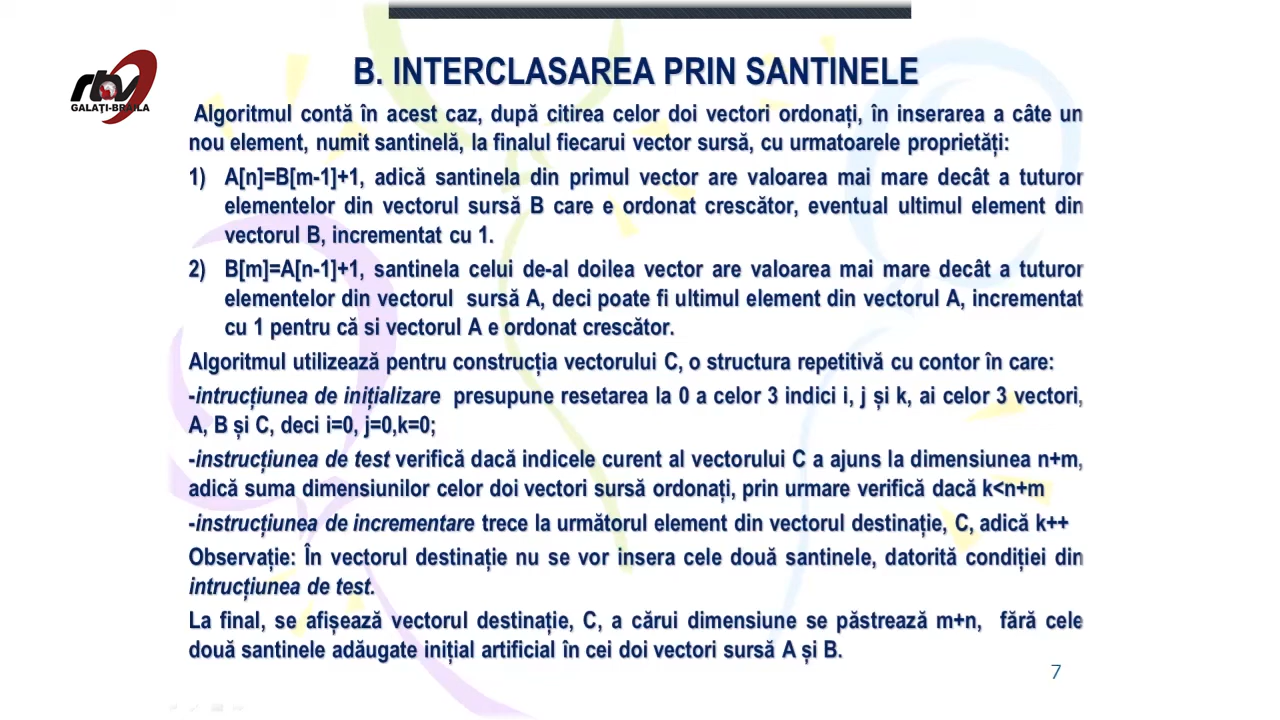 rtv
GALAȚI-BRĂILA
B. INTERCLASAREA PRIN SANTINELE
Algoritmul contă în acest caz, după citirea celor doi vectori ordonați, în inserarea a câte un
nou element, numit santinelă, la finalul fiecarui vector sursă, cu urmatoarele proprietăți:
1) A[n]=B[m-1]+1, adică santinela din primul vector are valoarea mai mare decât a tuturor
elementelor din vectorul sursă B care e ordonat crescător, eventual ultimul element din
vectorul B, incrementat cu 1.
2) B[m]=A[n-1]+1, santinela celui de-al doilea vector are valoarea mai mare decât a tuturor
elementelor din vectorul sursă A, deci poate fi ultimul element din vectorul A, incrementat
cu 1 pentru că si vectorul A e ordonat crescător.
Algoritmul utilizează pentru construcția vectorului C, o structura repetitivă cu contor în care:
-intrucțiunea de inițializare presupune resetarea la 0 a celor 3 indici i, j și k, ai celor 3 vectori,
A, B și C, deci i=0, j=0,k=0;
-instrucțiunea de test verifică dacă indicele curent al vectorului C a ajuns la dimensiunea n+m,
adică suma dimensiunilor celor doi vectori sursă ordonați, prin urmare verifică dacă k<n+m
-instrucțiunea de incrementare trece la următorul element din vectorul destinație, C, adică k++
Observație: În vectorul destinație nu se vor insera cele două santinele, datorită condiției din
intrucțiunea de test.
La final, se afișează vectorul destinație, C, a cărui dimensiune se păstrează m+n, fără cele
două santinele adăugate inițial artificial în cei doi vectori sursă A și B.
7